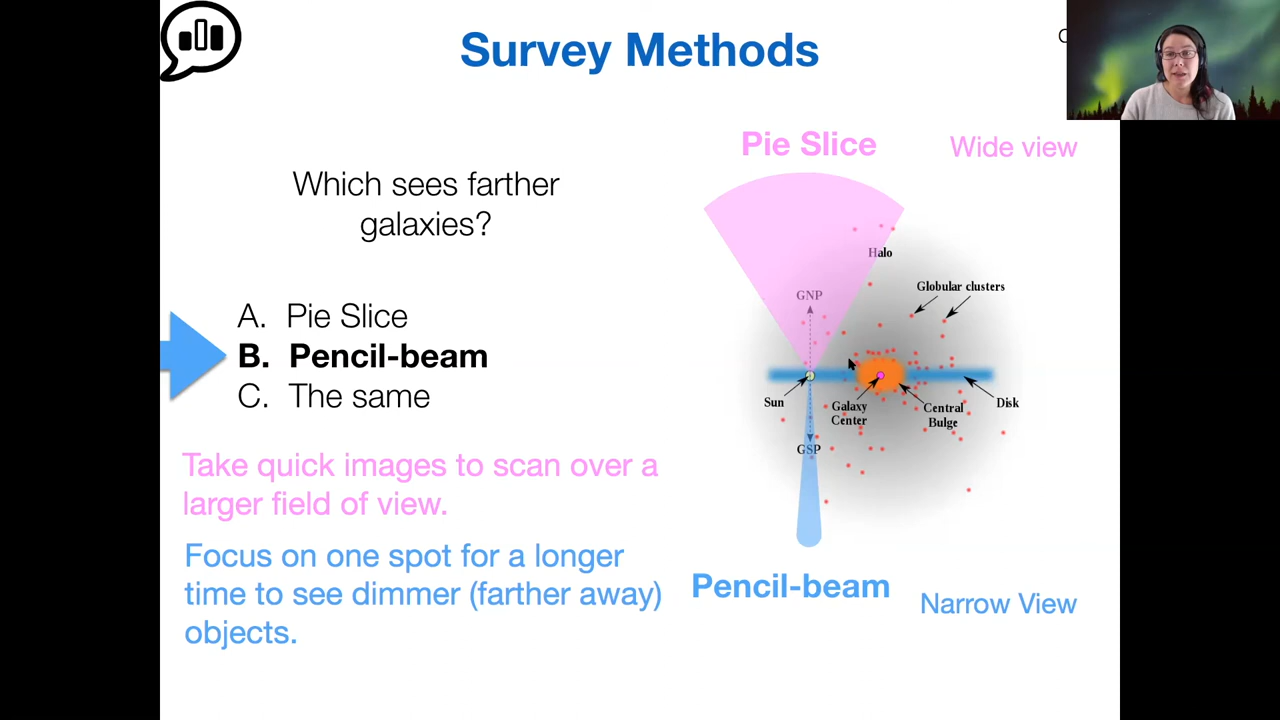 Survey Methods
Pie Slice
Wide view
Which sees farther
galaxies?
Halo
GNP
Globular clusters
A. Pie Slice
B. Pencil-beam
C. The same
Sun
Galaxy
Center
Central
Bulge
Disk
GSP
Take quick images to scan over a
larger field of view.
Focus on one spot for a longer
time to see dimmer (farther away)
objects.
Pencil-beam
Narrow View